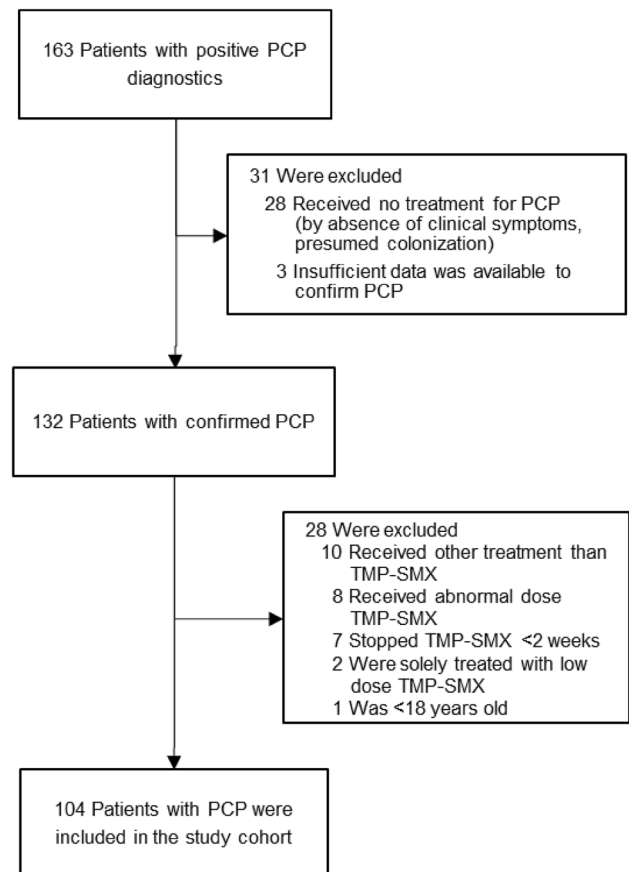 163 Patients with positive PCP
diagnostics
31 Were excluded
28 Received no treatment for PCP
(by absence of clinical symptoms,
presumed colonization)
3 Insufficient data was available to
confirm PCP
132 Patients with confirmed PCP
28 Were excluded
10 Received other treatment than
TMP-SMX
8 Received abnormal dose
TMP-SMX
7 Stopped TMP-SMX <2 weeks
2 Were solely treated with low
dose TMP-SMX
1 Was <18 years old
104 Patients with PCP were
included in the study cohort